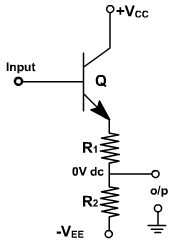 +VCC
Input
Q
R1
0V dc
o/p
R2
-VEE